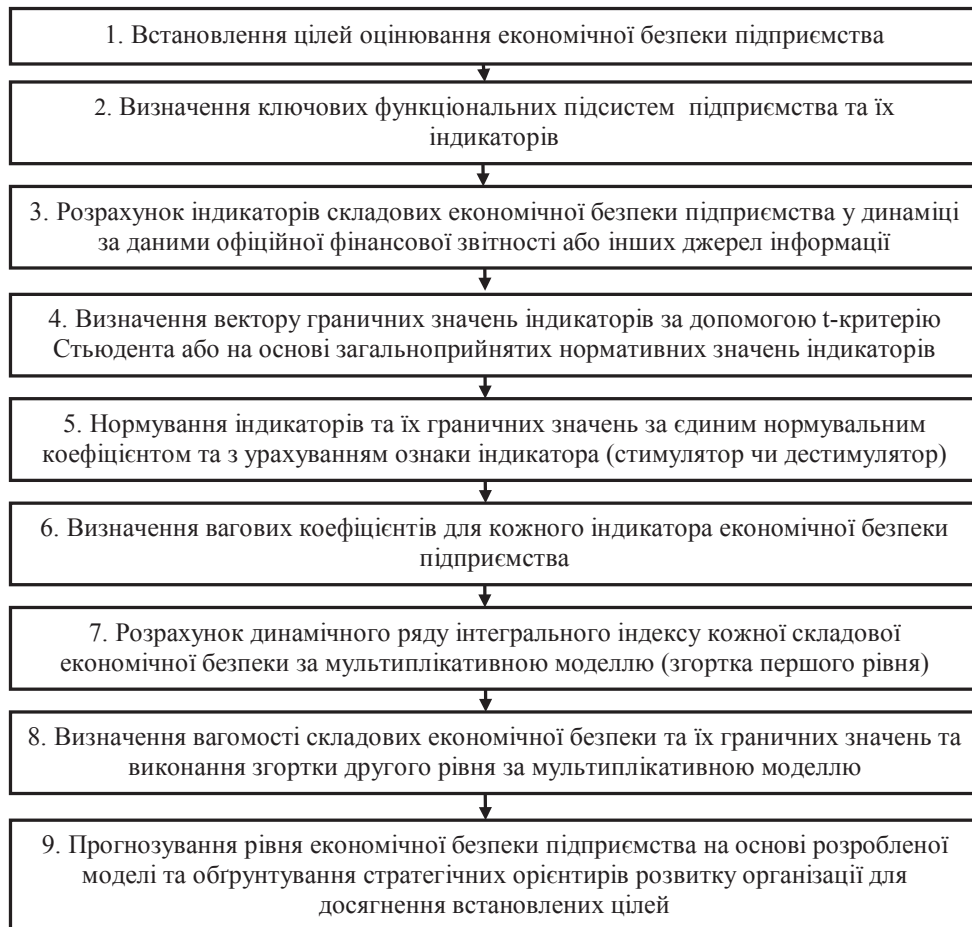 1. Встановлення цілей оцінювання економічної безпеки підприємства
2. Визначення ключових функціональних підсистем підприємства та їх
індикаторів
3. Розрахунок індикаторів складових економічної безпеки підприємства у динаміці
за даними офіційної фінансової звітності або інших джерел інформації
4. Визначення вектору граничних значень індикаторів за допомогою t-критерію
Стьюдента або на основі загальноприйнятих нормативних значень індикаторів
5. Нормування індикаторів та їх граничних значень за єдиним нормувальним
коефіцієнтом та з урахуванням ознаки індикатора (стимулятор чи дестимулятор)
6. Визначення вагових коефіцієнтів для кожного індикатора економічної безпеки
підприємства
7. Розрахунок динамічного ряду інтегрального індексу кожної складової
економічної безпеки за мультиплікативною моделлю (згортка першого рівня)
8. Визначення вагомості складових економічної безпеки та їх граничних значень та
виконання згортки другого рівня за мультиплікативною моделлю
9. Прогнозування рівня економічної безпеки підприємства на основі розробленої
моделі та обґрунтування стратегічних орієнтирів розвитку організації для
досягнення встановлених цілей